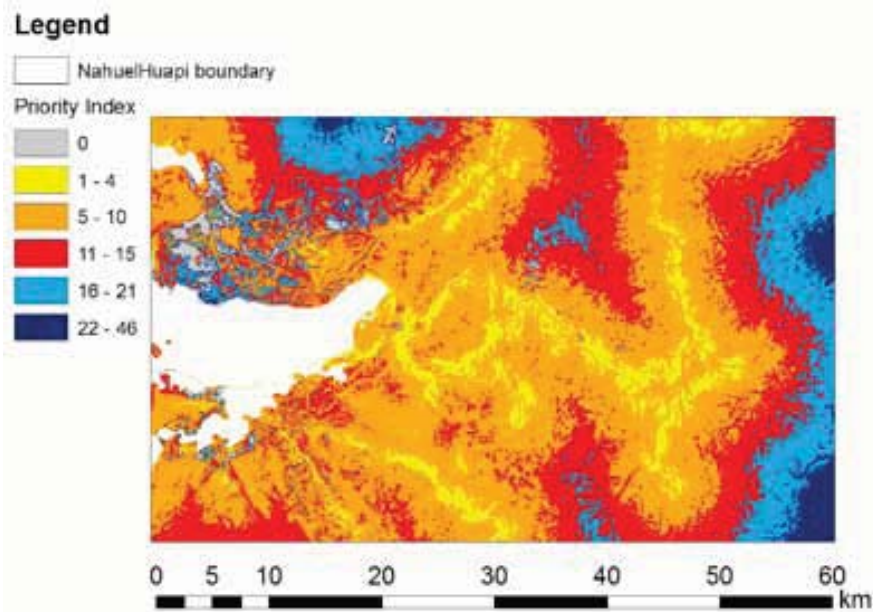 Legend
NahuelHuapi boundary
Priority Index
0
1 - 4
5 - 10
11 - 15
16 - 21
22 - 46
0 5 10 20 30 40 50 60
km